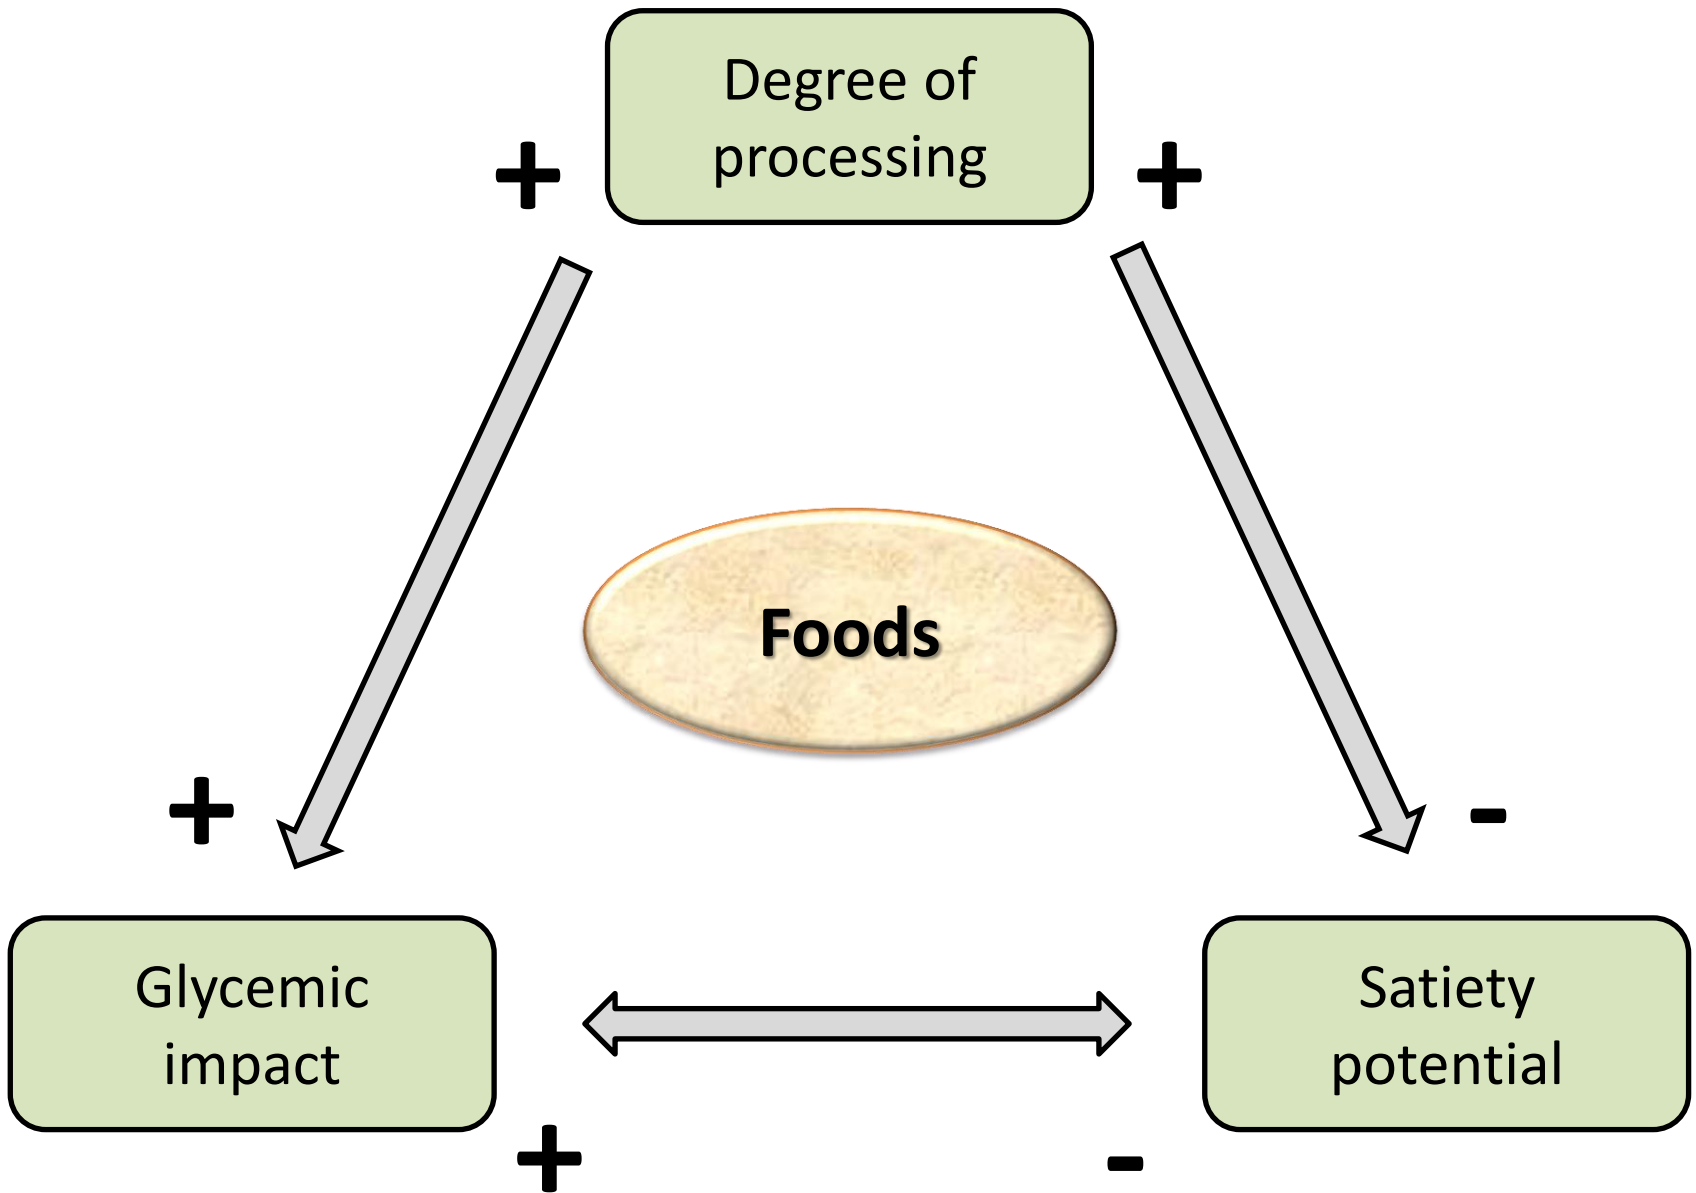 Degree of
processing
+
+
Foods
+
-
Glycemic
impact
Satiety
potential
+
-